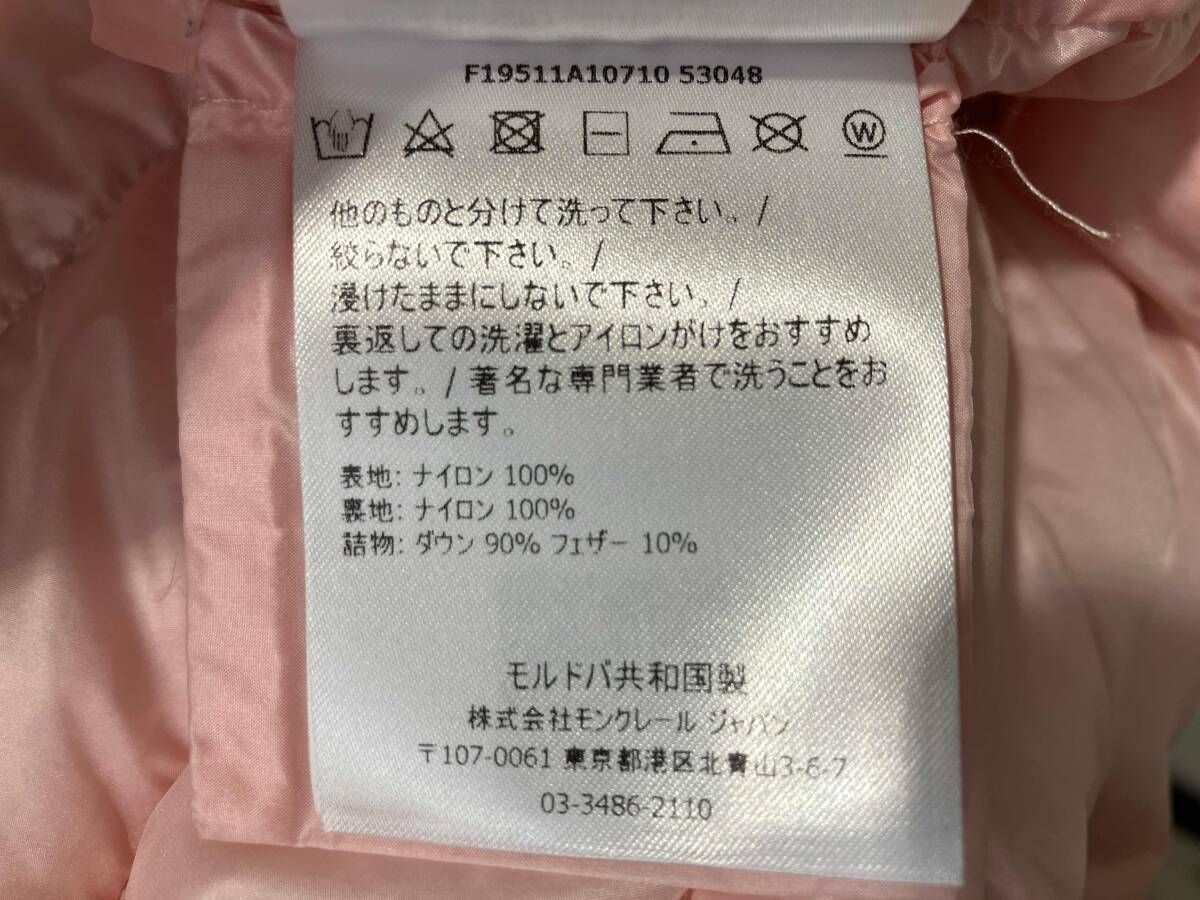 F19511A10710 53048
W
他のものと分けて洗って下さい。/
絞らないで下さい。/
浸けたままにしないで下さい。/
裏返しての洗濯とアイロンがけをおすすめ
します。/ 著名な専門業者で洗うことをお
すすめします。
表地: ナイロン 100%
裏地: ナイロン 100%
詰物: ダウン 90% フェザー 10%
モルドバ共和国製
株式会社モンクレール ジャパン
〒107-0061 東京都港区北青山3-6-7
03-3486-2110